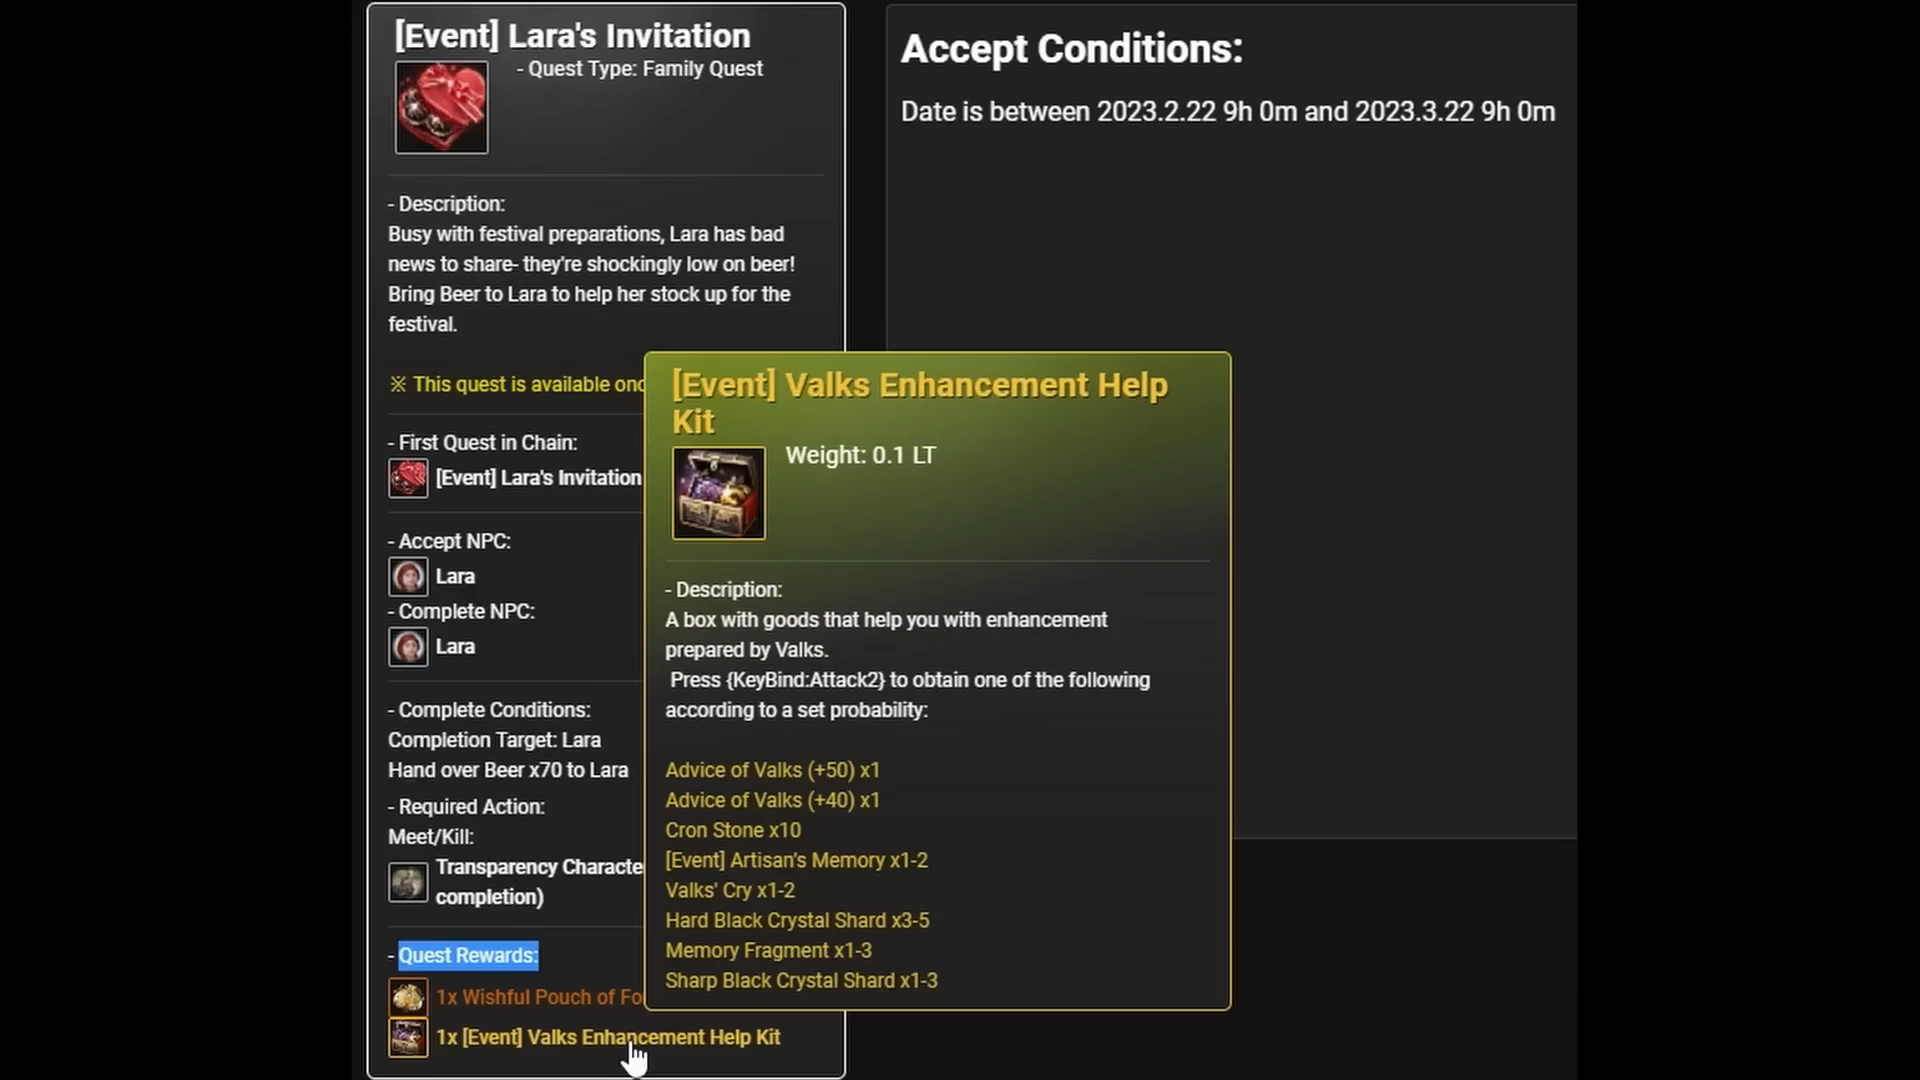 [Event] Lara's Invitation
- Quest Type: Family Quest
- Description:
Busy with festival preparations, Lara has bad
news to share- they're shockingly low on beer!
Bring Beer to Lara to help her stock up for the
festival.
※ This quest is available onc
- First Quest in Chain:
[Event] Lara's Invitation
- Accept NPC:
Lara
- Complete NPC:
Lara
- Complete Conditions:
Completion Target: Lara
Hand over Beer x70 to Lara
- Required Action:
Meet/Kill:
Transparency Characte
completion)
- Quest Rewards:
1x Wishful Pouch of Fo
1x [Event] Valks Enhancement Help Kit
[Event] Valks Enhancement Help
Kit
Weight: 0.1 LT
- Description:
A box with goods that help you with enhancement
prepared by Valks.
Press {KeyBind:Attack2} to obtain one of the following
according to a set probability:
Advice of Valks (+50) x1
Advice of Valks (+40) x1
Cron Stone x10
[Event] Artisan's Memory x1-2
Valks' Cry x1-2
Hard Black Crystal Shard x3-5
Memory Fragment x1-3
Sharp Black Crystal Shard x1-3
Accept Conditions:
Date is between 2023.2.22 9h 0m and 2023.3.22 9h 0m